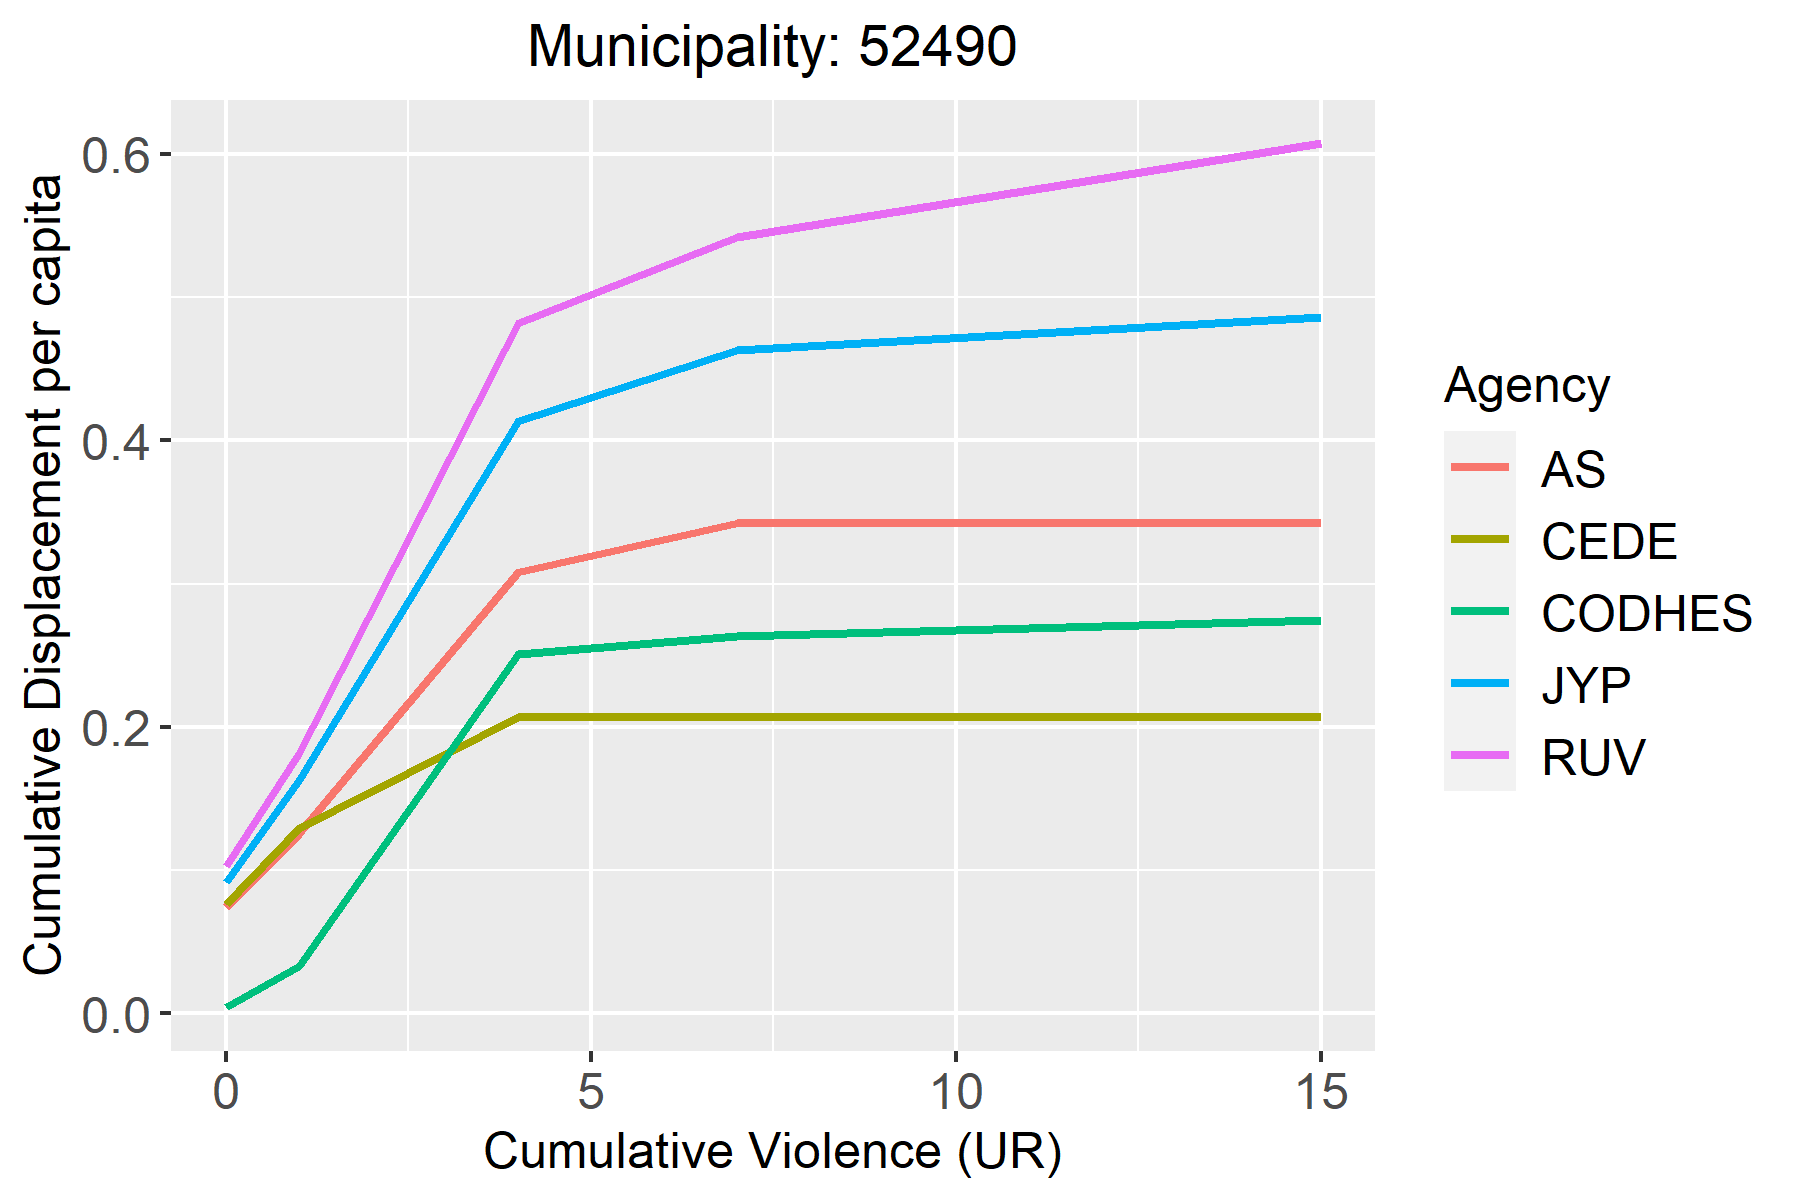 Municipality: 52490
Cumulative Displacement per capita
0.6
0.4
0.2
0.0
0
5
10
15
Cumulative Violence (UR)
Agency
AS
CEDE
CODHES
JYP
RUV